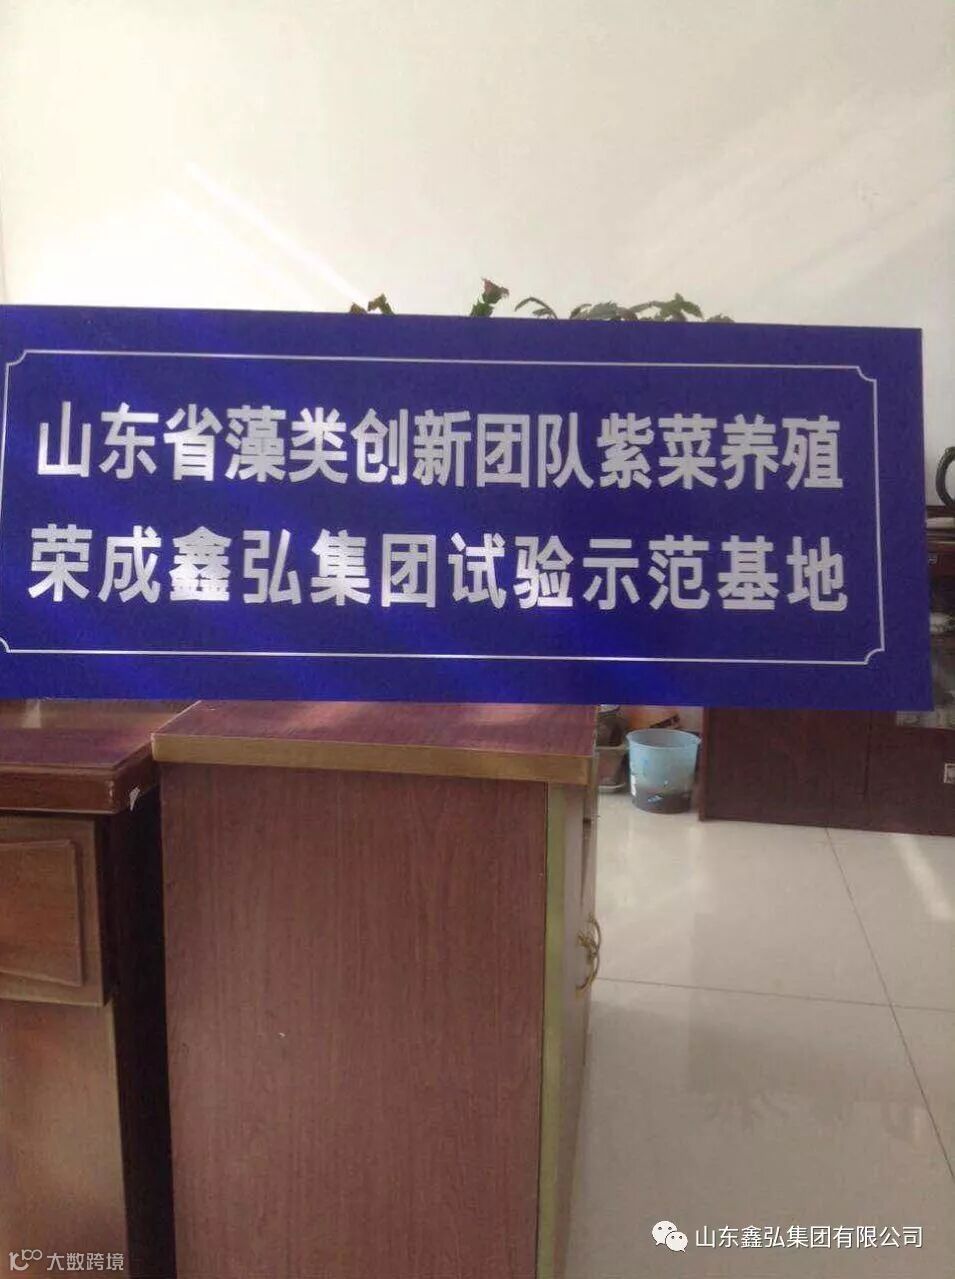 山东省藻类创新团队紫菜养殖
荣成鑫弘集团试验示范基地
山东鑫弘集团有限公司
大数跨境